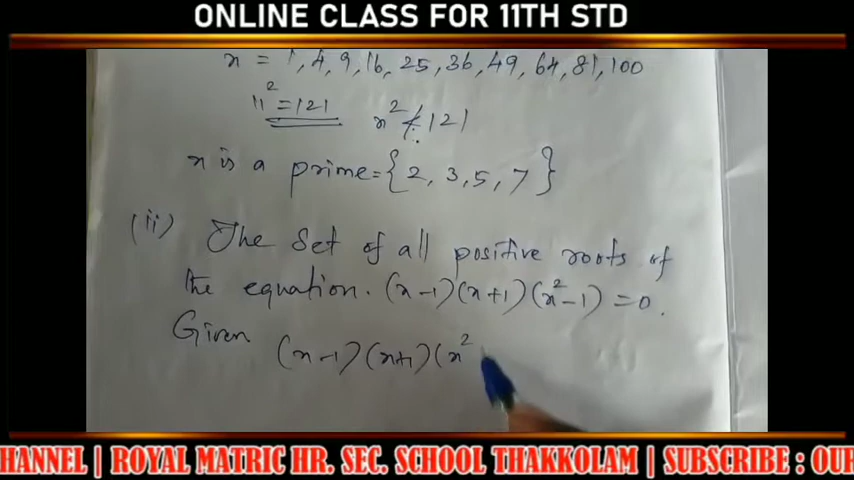 ONLINE CLASS FOR 11TH STD
x = 1, 4, 9, 16, 25, 36, 49, 64, 81, 100
11² = 121 x² < 121
x is a prime = { 2, 3, 5, 7 }
(ii) The Set of all positive roots of
the equation. (x-1)(x+1)(x²-1) = 0.
Given (x-1)(x+1)(x²
HANNEL | ROYAL MATRIC HR. SEC. SCHOOL THAKKOLAM | SUBSCRIBE : OUR